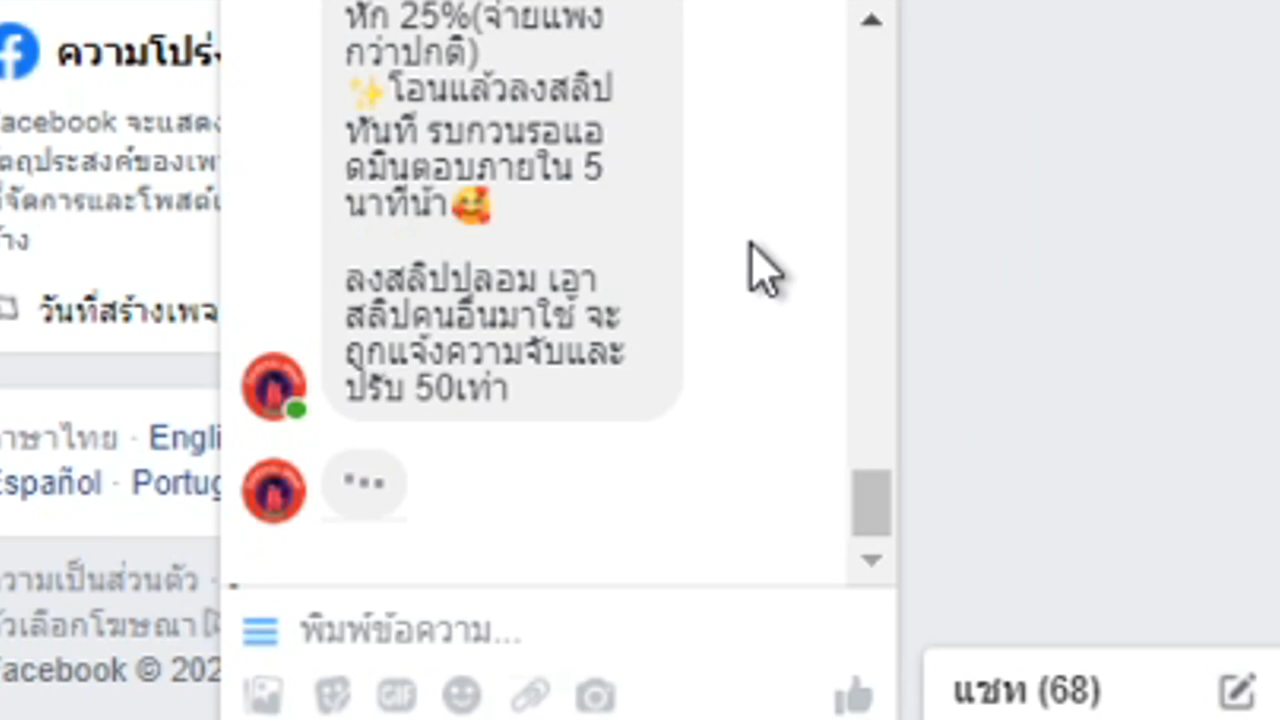 หัก 25%(จ่ายแพง
กว่าปกติ)
✨โอนแล้วลงสลิป
ทันที รบกวนรอแอ
ดมินตอบภายใน 5
นาทีน้า🥰
ลงสลิปปลอม เอา
สลิปคนอื่นมาใช้ จะ
ถูกแจ้งความจับและ
ปรับ 50เท่า
พิมพ์ข้อความ...
GIF
แชท (68)
ความโปร่
acebook จะแสดง
ตถุประสงค์ของเพ
ี่จัดการและโพสต์เ
้าง
วันที่สร้างเพจ
าษาไทย · Engli
Español · Portug
วามเป็นส่วนตัว ·
ัวเลือกโฆษณา
Facebook © 202